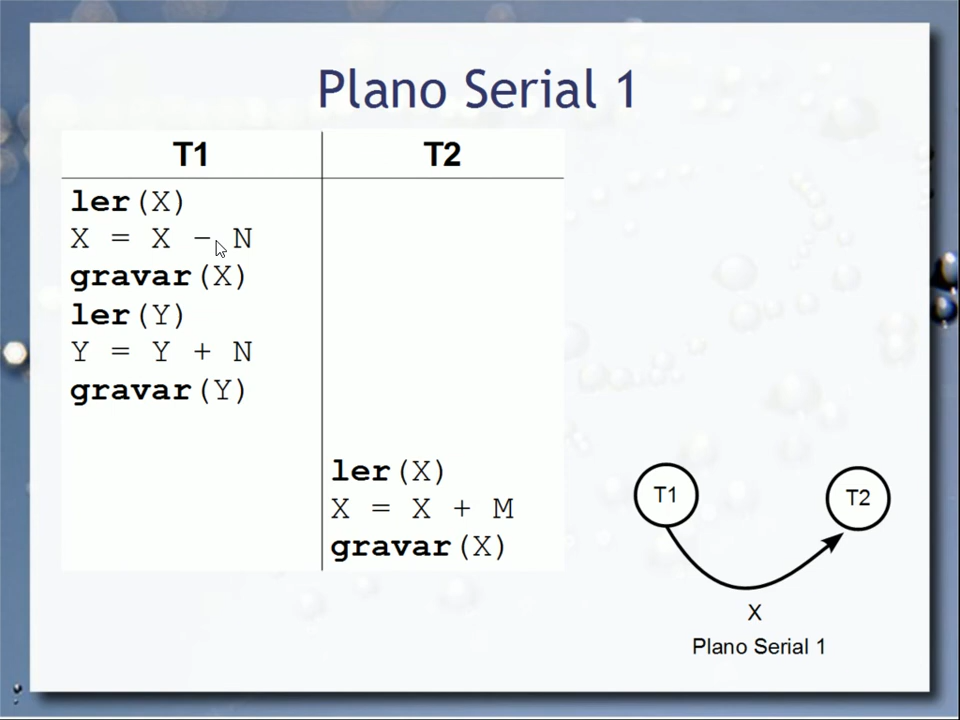 Plano Serial 1
T1 T2
ler(X)
X = X - N
gravar(X)
ler(Y)
Y = Y + N
gravar(Y)
ler(X)
X = X + M
gravar(X)
T1 T2
X
Plano Serial 1